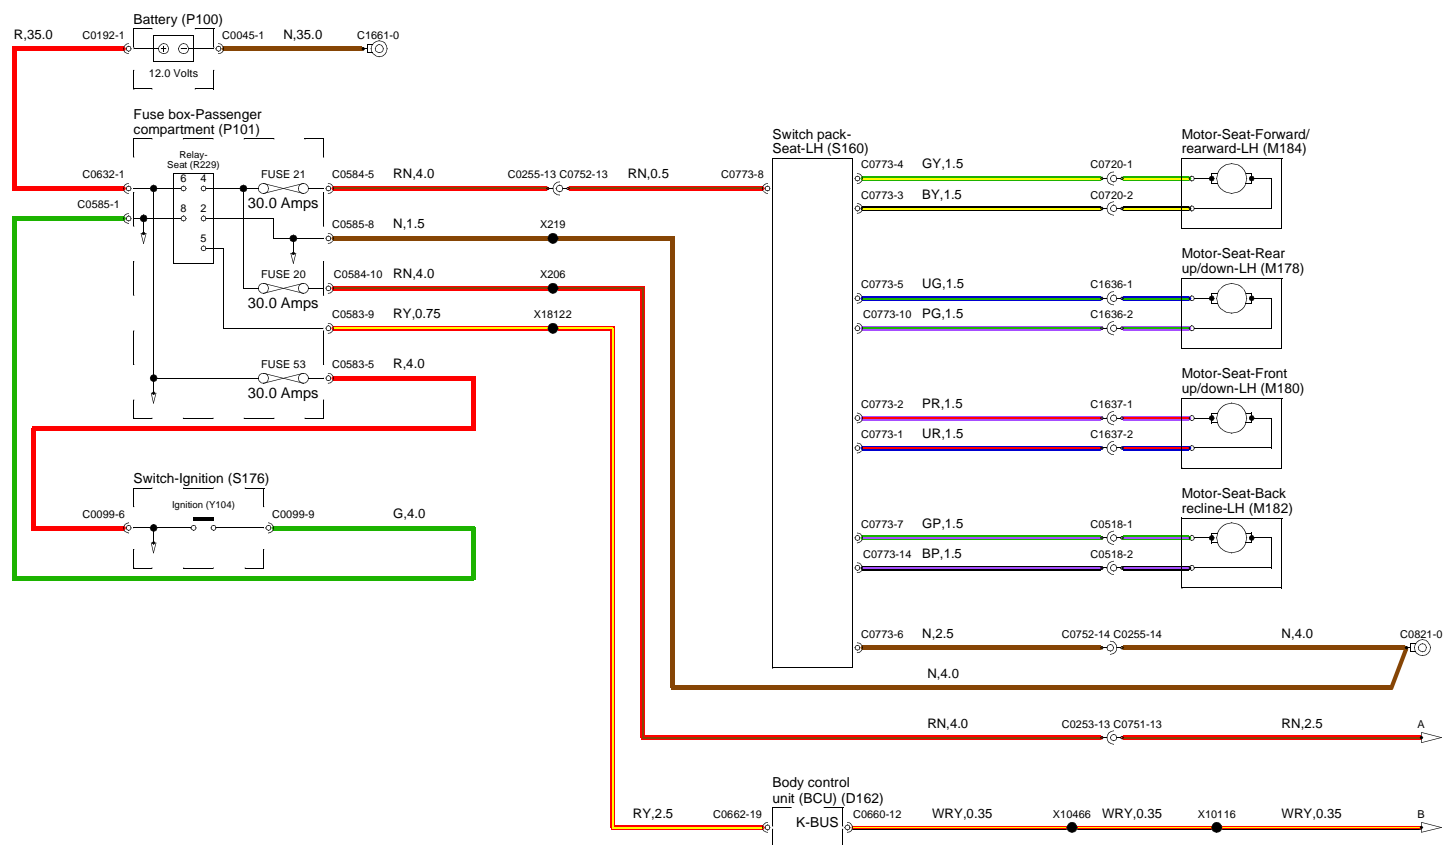 Battery (P100)
R,35.0
C0192-1
C0045-1
N,35.0
C1661-0
12.0 Volts
Fuse box-Passenger
compartment (P101)
Relay-
Seat (R229)
6
4
8
2
5
C0632-1
C0585-1
FUSE 21
30.0 Amps
C0584-5
RN,4.0
C0255-13
C0752-13
RN,0.5
C0773-8
C0585-8
N,1.5
X219
FUSE 20
30.0 Amps
C0584-10
RN,4.0
X206
C0583-9
RY,0.75
X18122
FUSE 53
30.0 Amps
C0583-5
R,4.0
Switch-Ignition (S176)
Ignition (Y104)
C0099-6
C0099-9
G,4.0
Switch pack-
Seat-LH (S160)
C0773-4
GY,1.5
C0720-1
C0773-3
BY,1.5
C0720-2
Motor-Seat-Forward/
rearward-LH (M184)
C0773-5
UG,1.5
C1636-1
C0773-10
PG,1.5
C1636-2
Motor-Seat-Rear
up/down-LH (M178)
C0773-2
PR,1.5
C1637-1
C0773-1
UR,1.5
C1637-2
Motor-Seat-Front
up/down-LH (M180)
C0773-7
GP,1.5
C0518-1
C0773-14
BP,1.5
C0518-2
Motor-Seat-Back
recline-LH (M182)
C0773-6
N,2.5
C0752-14
C0255-14
N,4.0
C0821-0
N,4.0
RN,4.0
C0253-13
C0751-13
RN,2.5
A
Body control
unit (BCU) (D162)
K-BUS
RY,2.5
C0662-19
C0660-12
WRY,0.35
X10466
WRY,0.35
X10116
WRY,0.35
B